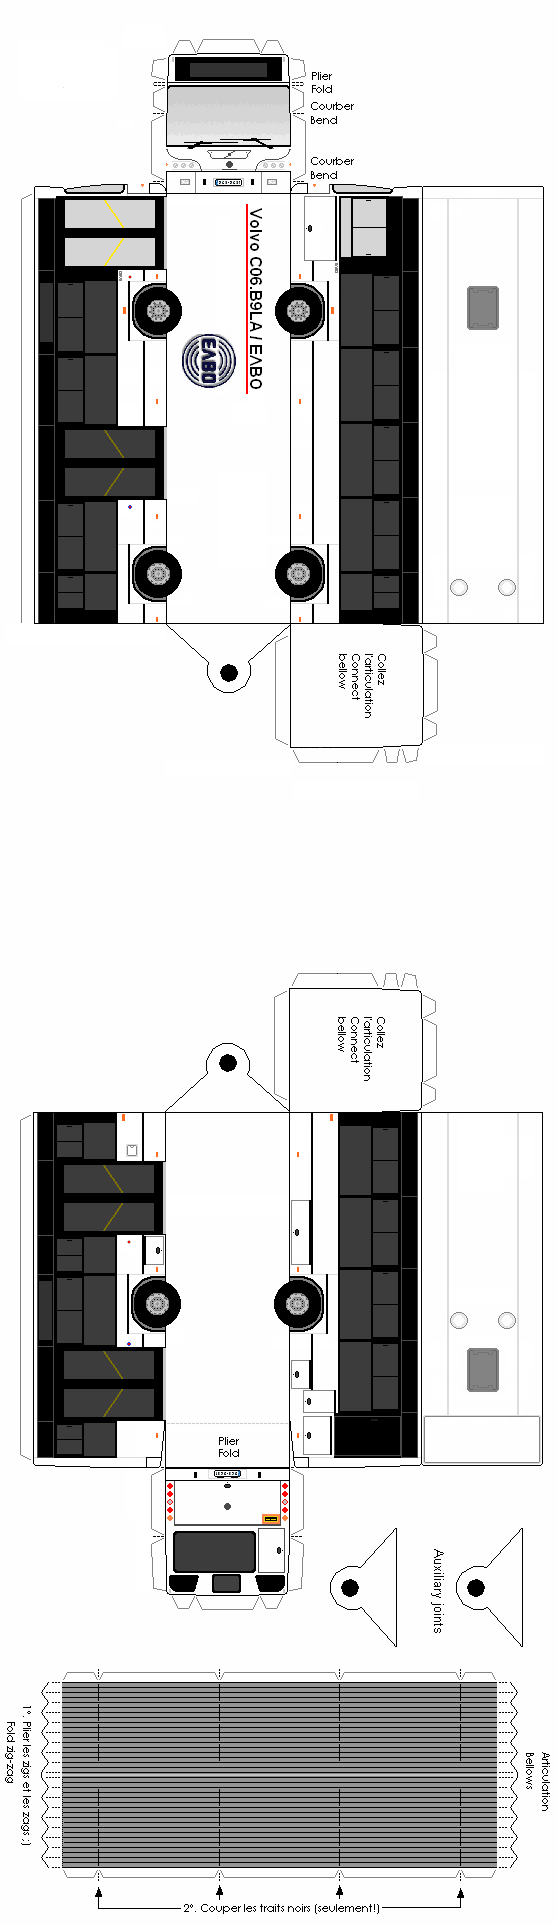 Plier
Fold
Courber
Bend
Courber
Bend
Volvo C06.B9LA / ΕΛΒΟ
ΕΛΒΟ
Collez
l'articulation
Connect
bellow
Collez
l'articulation
Connect
bellow
Plier
Fold
Auxiliary joints
Articulation
Bellows
1°. Plier les zigs et les zags ;)
Fold zig-zag
2°. Couper les traits noirs (seulement!)